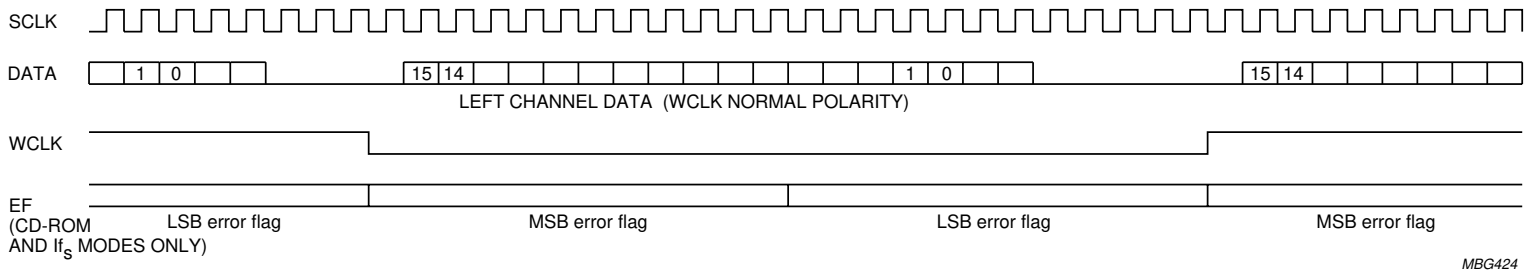 SCLK
DATA
1 0 15 14 1 0 15 14
LEFT CHANNEL DATA (WCLK NORMAL POLARITY)
WCLK
EF
(CD-ROM
AND Ifs MODES ONLY)
LSB error flag MSB error flag LSB error flag MSB error flag
MBG424